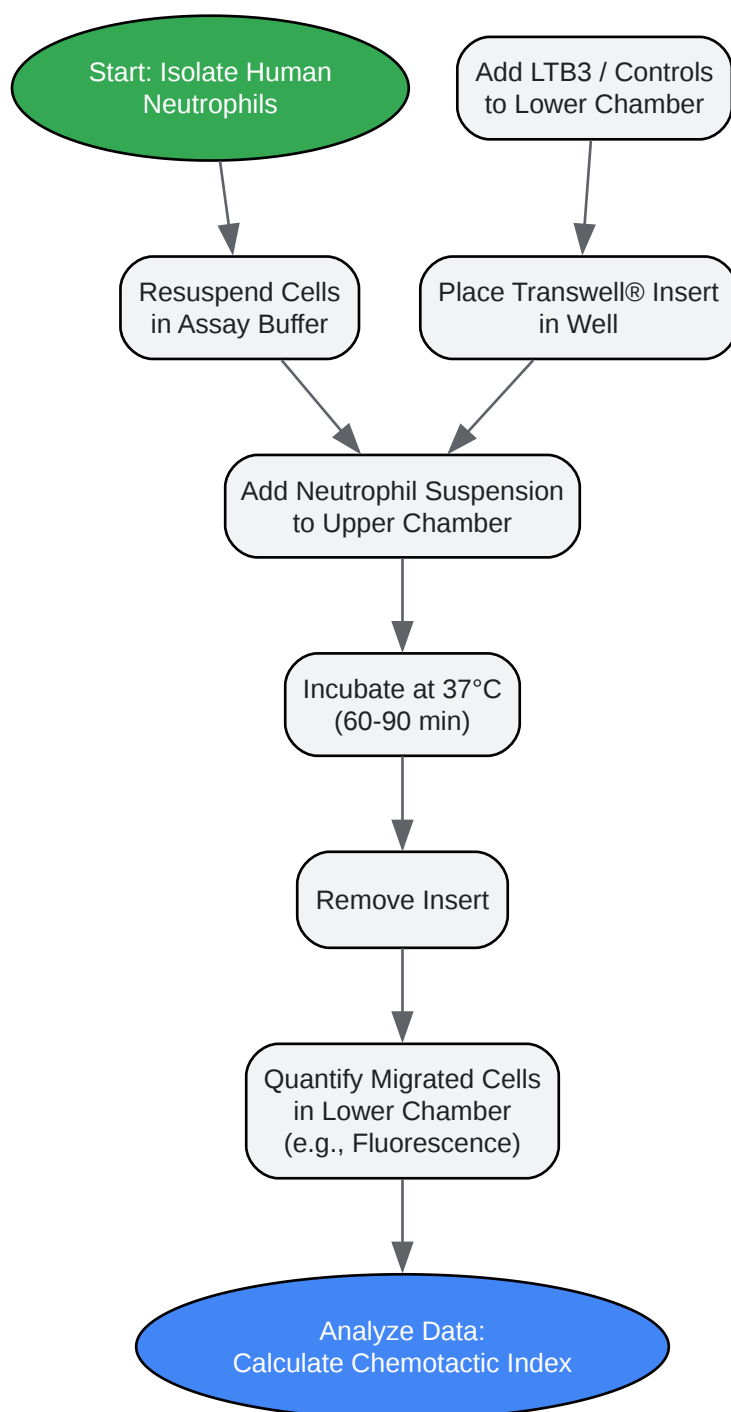 Start: Isolate Human
Neutrophils
Add LTB3 / Controls
to Lower Chamber
Resuspend Cells
in Assay Buffer
Place Transwell® Insert
in Well
Add Neutrophil Suspension
to Upper Chamber
Incubate at 37°C
(60-90 min)
Remove Insert
Quantify Migrated Cells
in Lower Chamber
(e.g., Fluorescence)
Analyze Data:
Calculate Chemotactic Index